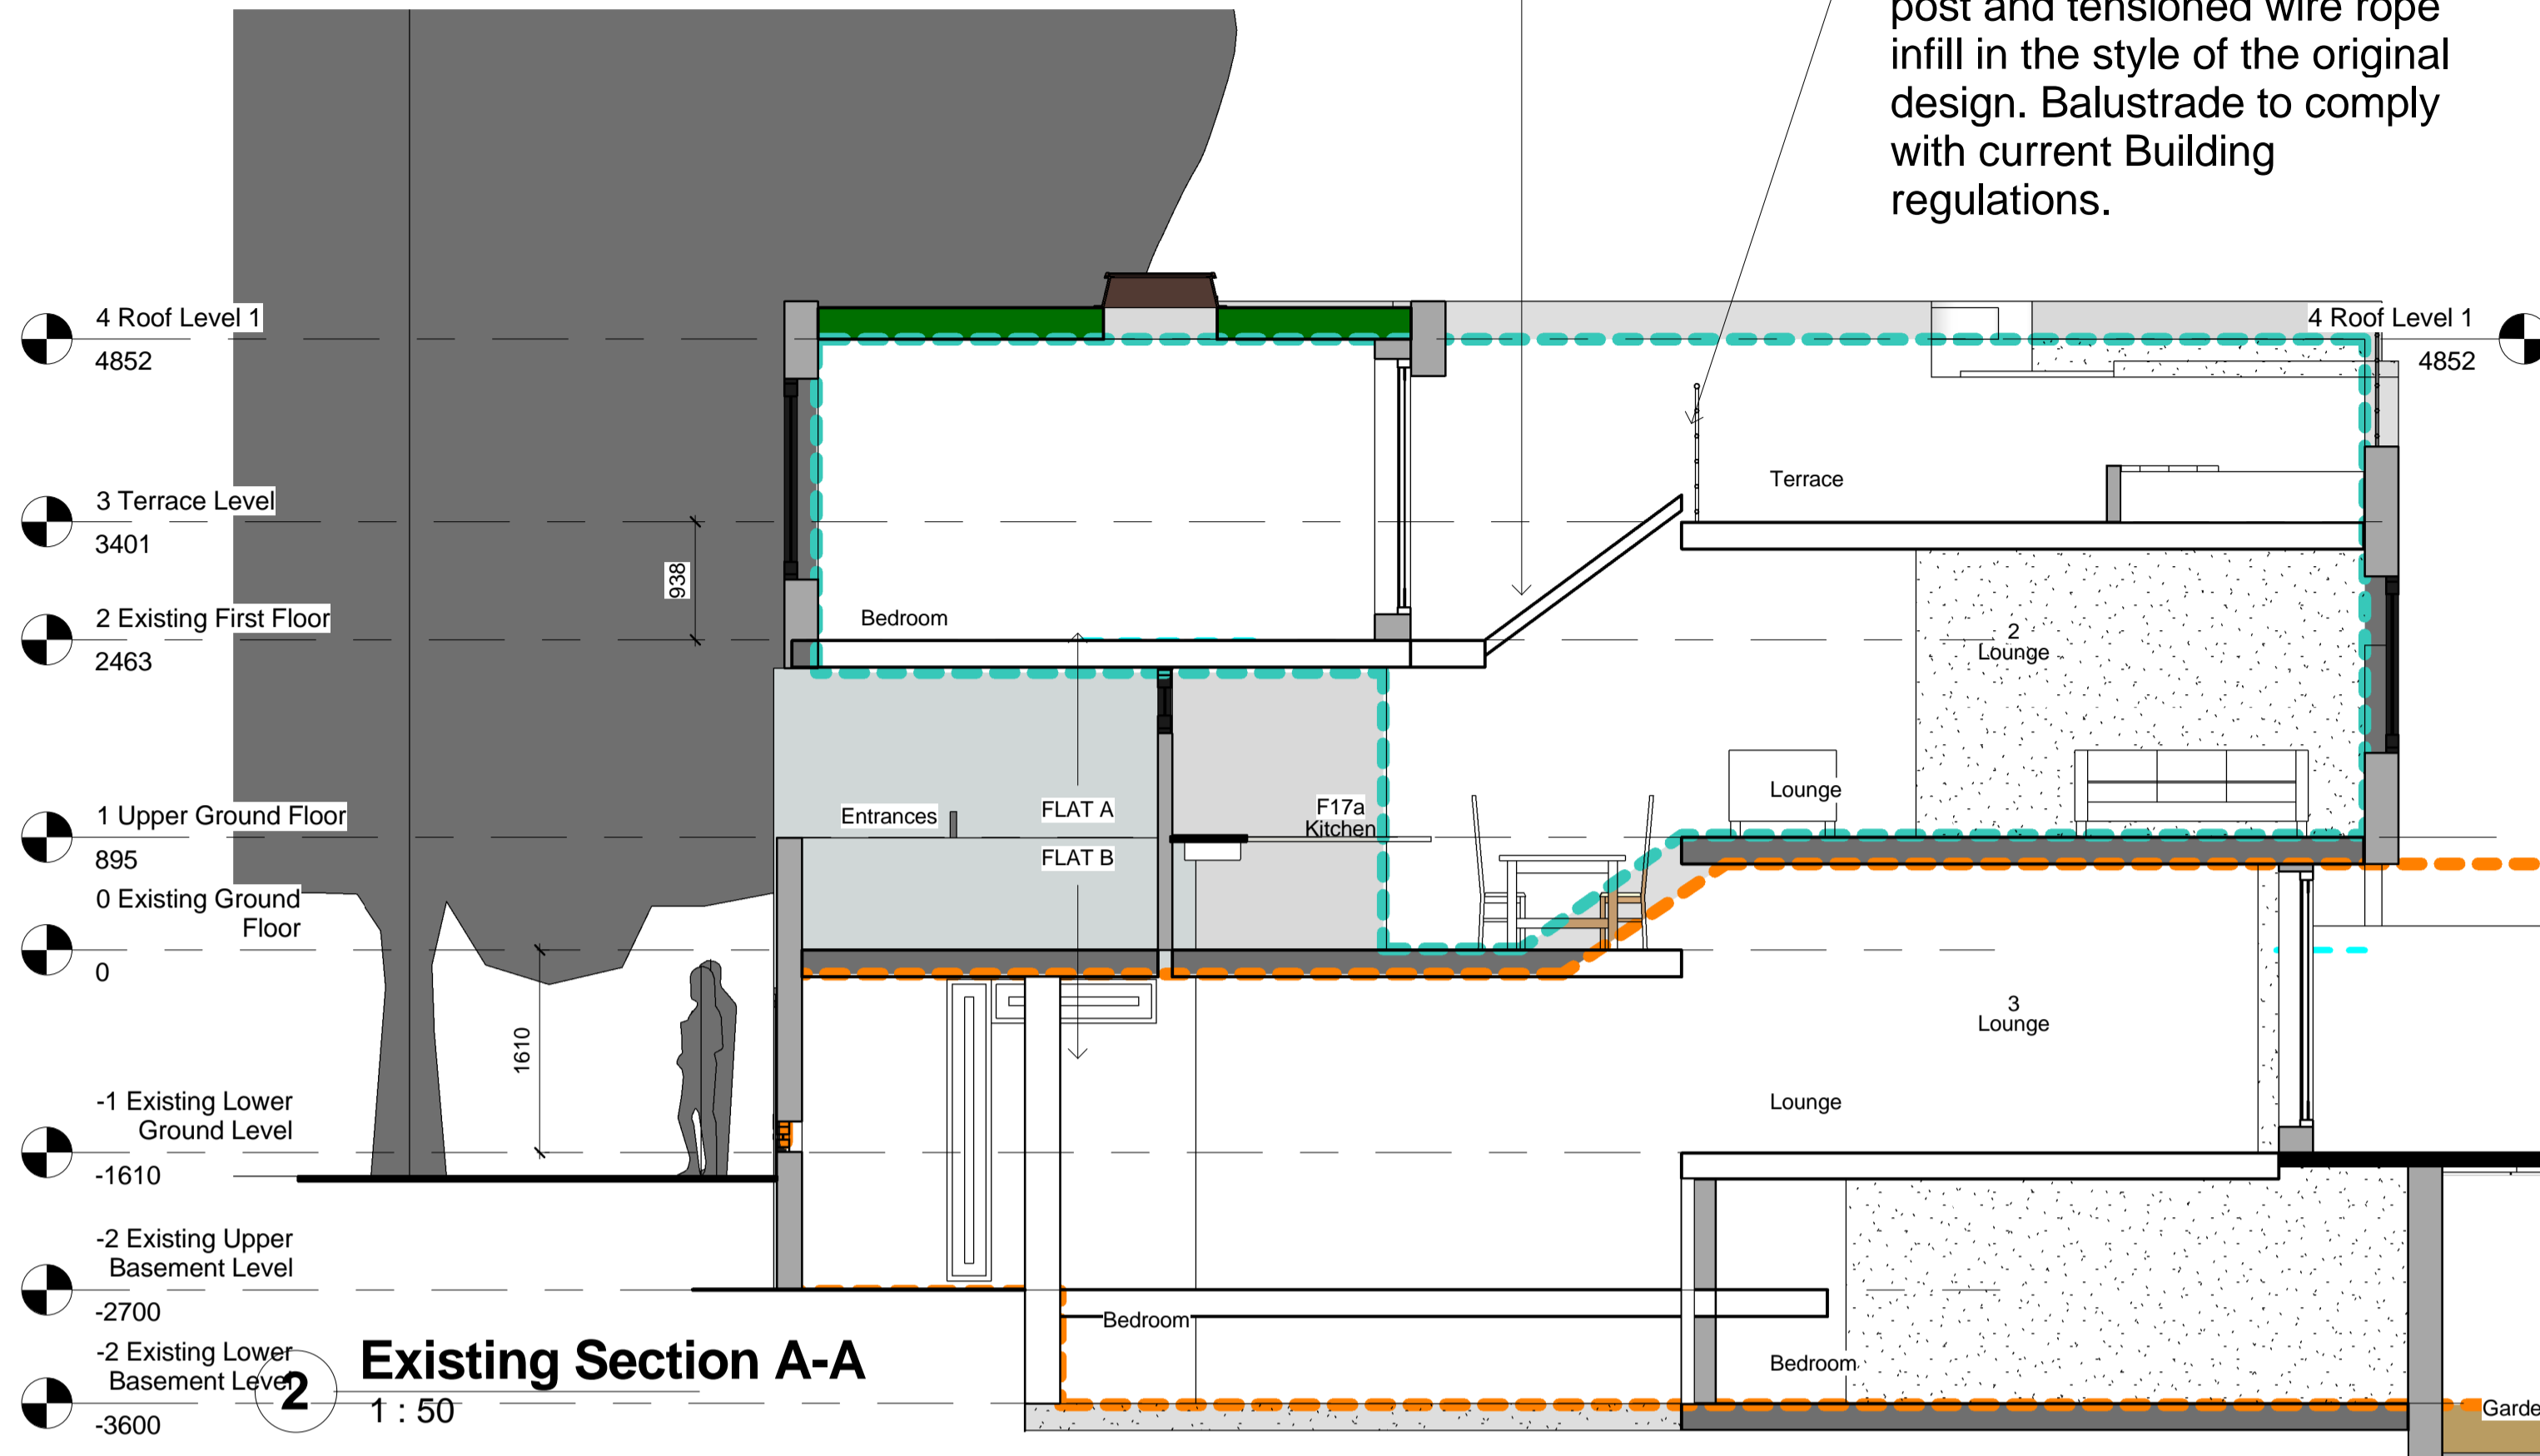 post and tensioned wire rope
infill in the style of the original
design. Balustrade to comply
with current Building
regulations.
4 Roof Level 1
4852
4 Roof Level 1
4852
3 Terrace Level
3401
Terrace
938
2 Existing First Floor
2463
Bedroom
2
Lounge
1 Upper Ground Floor
895
Entrances
FLAT A
FLAT B
F17a
Kitchen
Lounge
0 Existing Ground
Floor
0
1610
3
Lounge
Lounge
-1 Existing Lower
Ground Level
-1610
-2 Existing Upper
Basement Level
-2700
Bedroom
Bedroom
-2 Existing Lower
Basement Level
-3600
2
Existing Section A-A
1 : 50
Garde